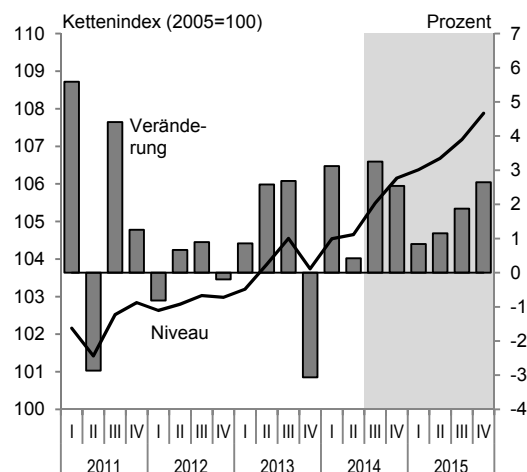 Kettenindex (2005=100) Prozent
110 7
109 6
108 5
107 4
106 3
105 2
104 1
103 0
102 -1
101 -2
100 -3
-4
Verände-
rung
Niveau
I II III IV I II III IV I II III IV I II III IV I II III IV
2011 2012 2013 2014 2015